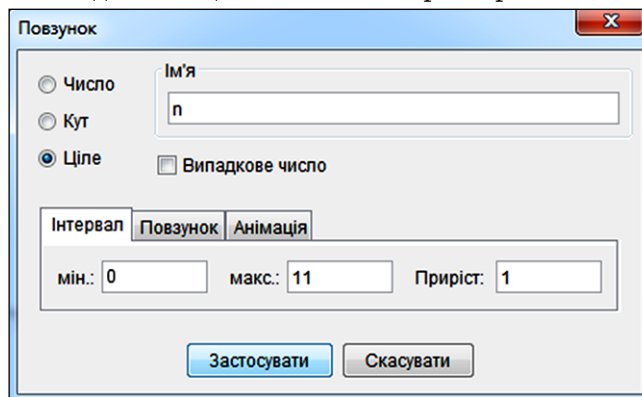 Повзунок
Число
Ім'я
n
Кут
Ціле
Випадкове число
Інтервал Повзунок Анімація
мін.: 0 макс.: 11 Приріст: 1
Застосувати Скасувати